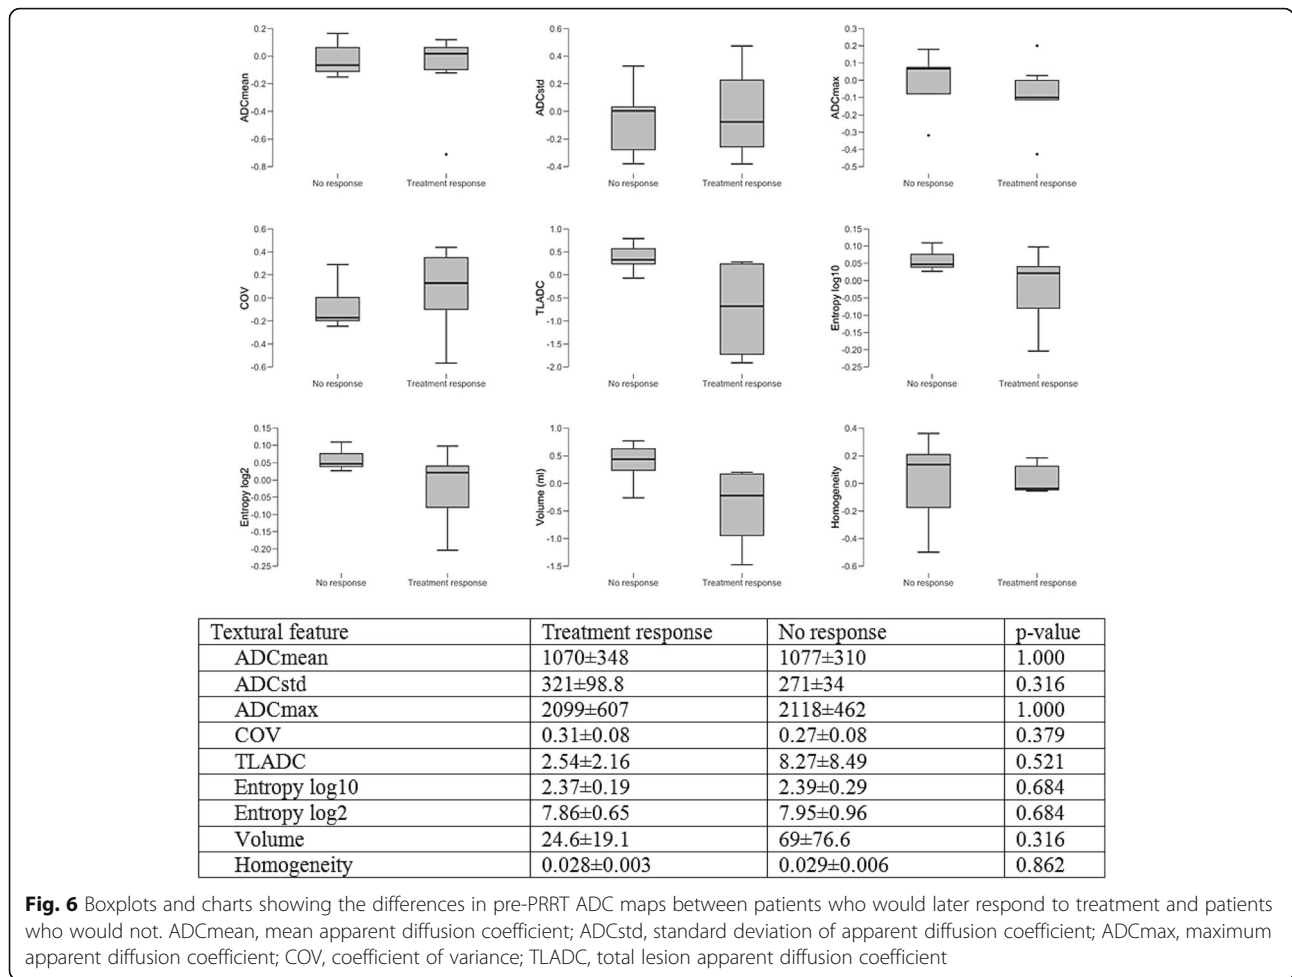 0.2
0.0
-0.2
-0.4
-0.6
-0.8
ADCmean
No response Treatment response
0.6
0.4
0.2
0.0
-0.2
-0.4
ADCstd
No response Treatment response
0.3
0.2
0.1
0.0
-0.1
-0.2
-0.3
-0.4
-0.5
ADCmax
No response Treatment response
0.6
0.4
0.2
0.0
-0.2
-0.4
-0.6
COV
No response Treatment response
1.0
0.5
0.0
-0.5
-1.0
-1.5
-2.0
TLADC
No response Treatment response
0.15
0.10
0.05
0.00
-0.05
-0.10
-0.15
-0.20
-0.25
Entropy log10
No response Treatment response
0.15
0.10
0.05
0.00
-0.05
-0.10
-0.15
-0.20
-0.25
Entropy log2
No response Treatment response
1.0
0.5
0.0
-0.5
-1.0
-1.5
Volume (ml)
No response Treatment response
0.4
0.2
0.0
-0.2
-0.4
-0.6
Homogeneity
No response Treatment response
Textural feature Treatment response No response p-value
ADCmean 1070±348 1077±310 1.000
ADCstd 321±98.8 271±34 0.316
ADCmax 2099±607 2118±462 1.000
COV 0.31±0.08 0.27±0.08 0.379
TLADC 2.54±2.16 8.27±8.49 0.521
Entropy log10 2.37±0.19 2.39±0.29 0.684
Entropy log2 7.86±0.65 7.95±0.96 0.684
Volume 24.6±19.1 69±76.6 0.316
Homogeneity 0.028±0.003 0.029±0.006 0.862
Fig. 6 Boxplots and charts showing the differences in pre-PRRT ADC maps between patients who would later respond to treatment and patients
who would not. ADCmean, mean apparent diffusion coefficient; ADCstd, standard deviation of apparent diffusion coefficient; ADCmax, maximum
apparent diffusion coefficient; COV, coefficient of variance; TLADC, total lesion apparent diffusion coefficient